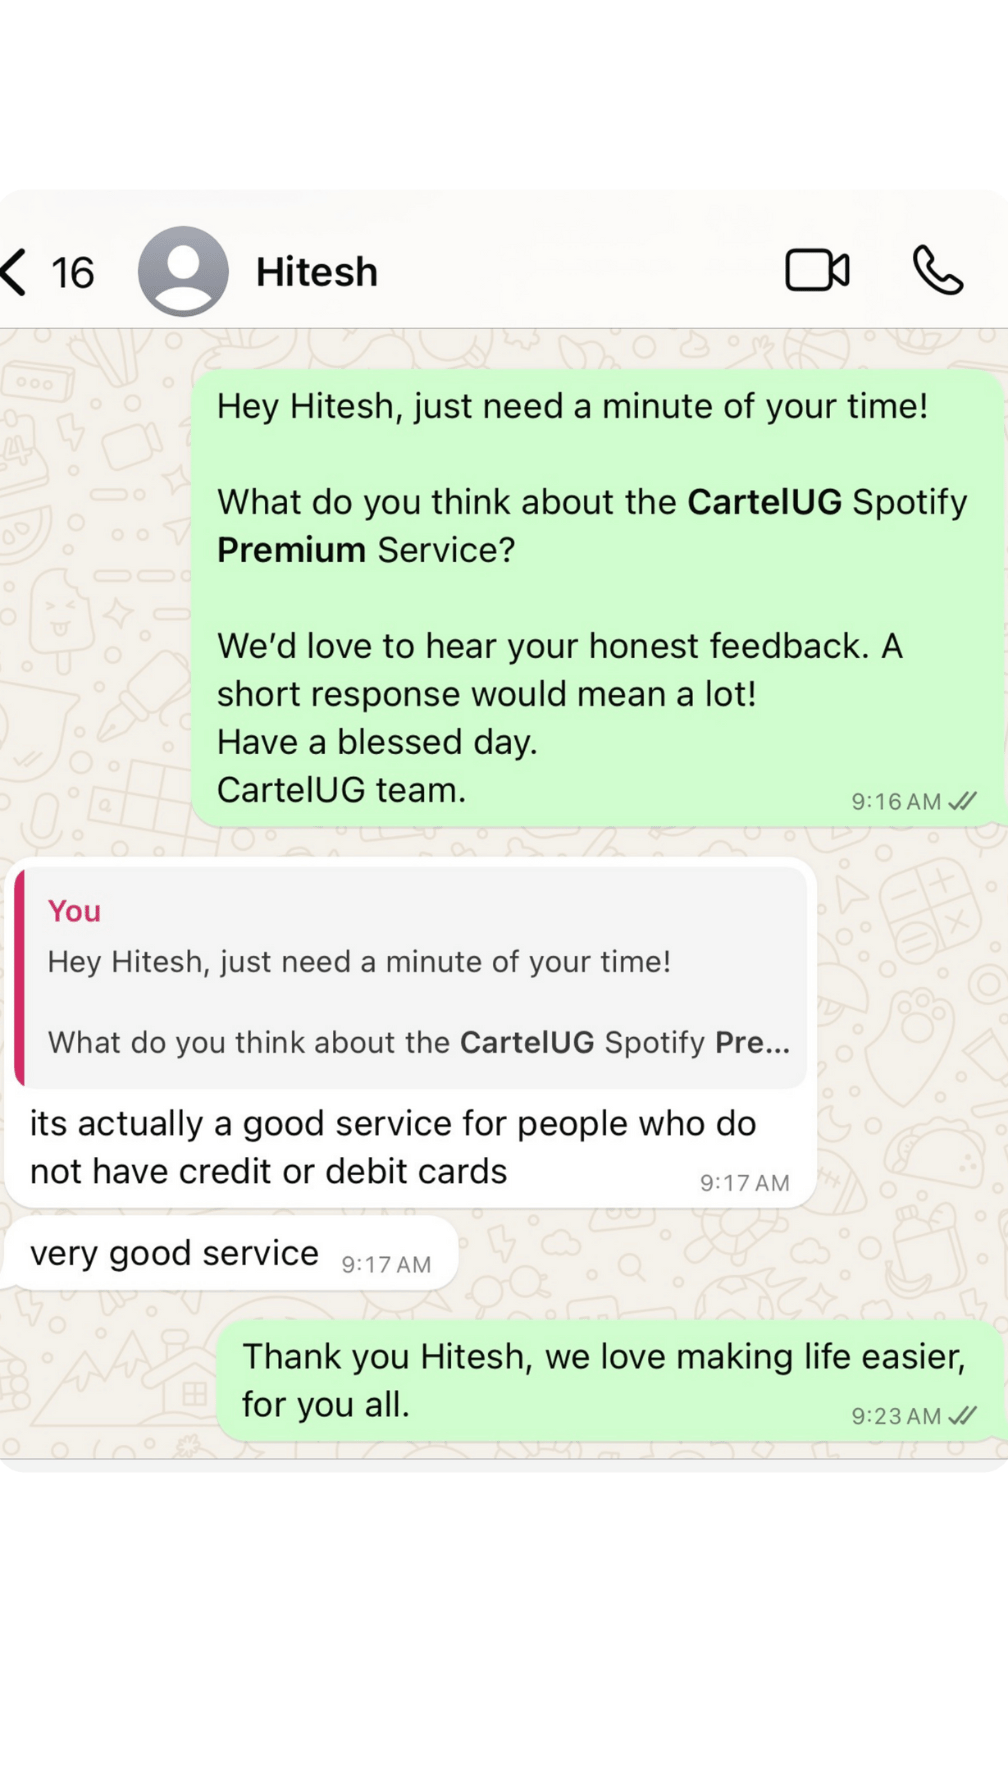 16
Hitesh
Hey Hitesh, just need a minute of your time!
What do you think about the CartelUG Spotify
Premium Service?
We’d love to hear your honest feedback. A
short response would mean a lot!
Have a blessed day.
CartelUG team.
9:16 AM
You
Hey Hitesh, just need a minute of your time!
What do you think about the CartelUG Spotify Pre...
its actually a good service for people who do
not have credit or debit cards
9:17 AM
very good service
9:17 AM
Thank you Hitesh, we love making life easier,
for you all.
9:23 AM